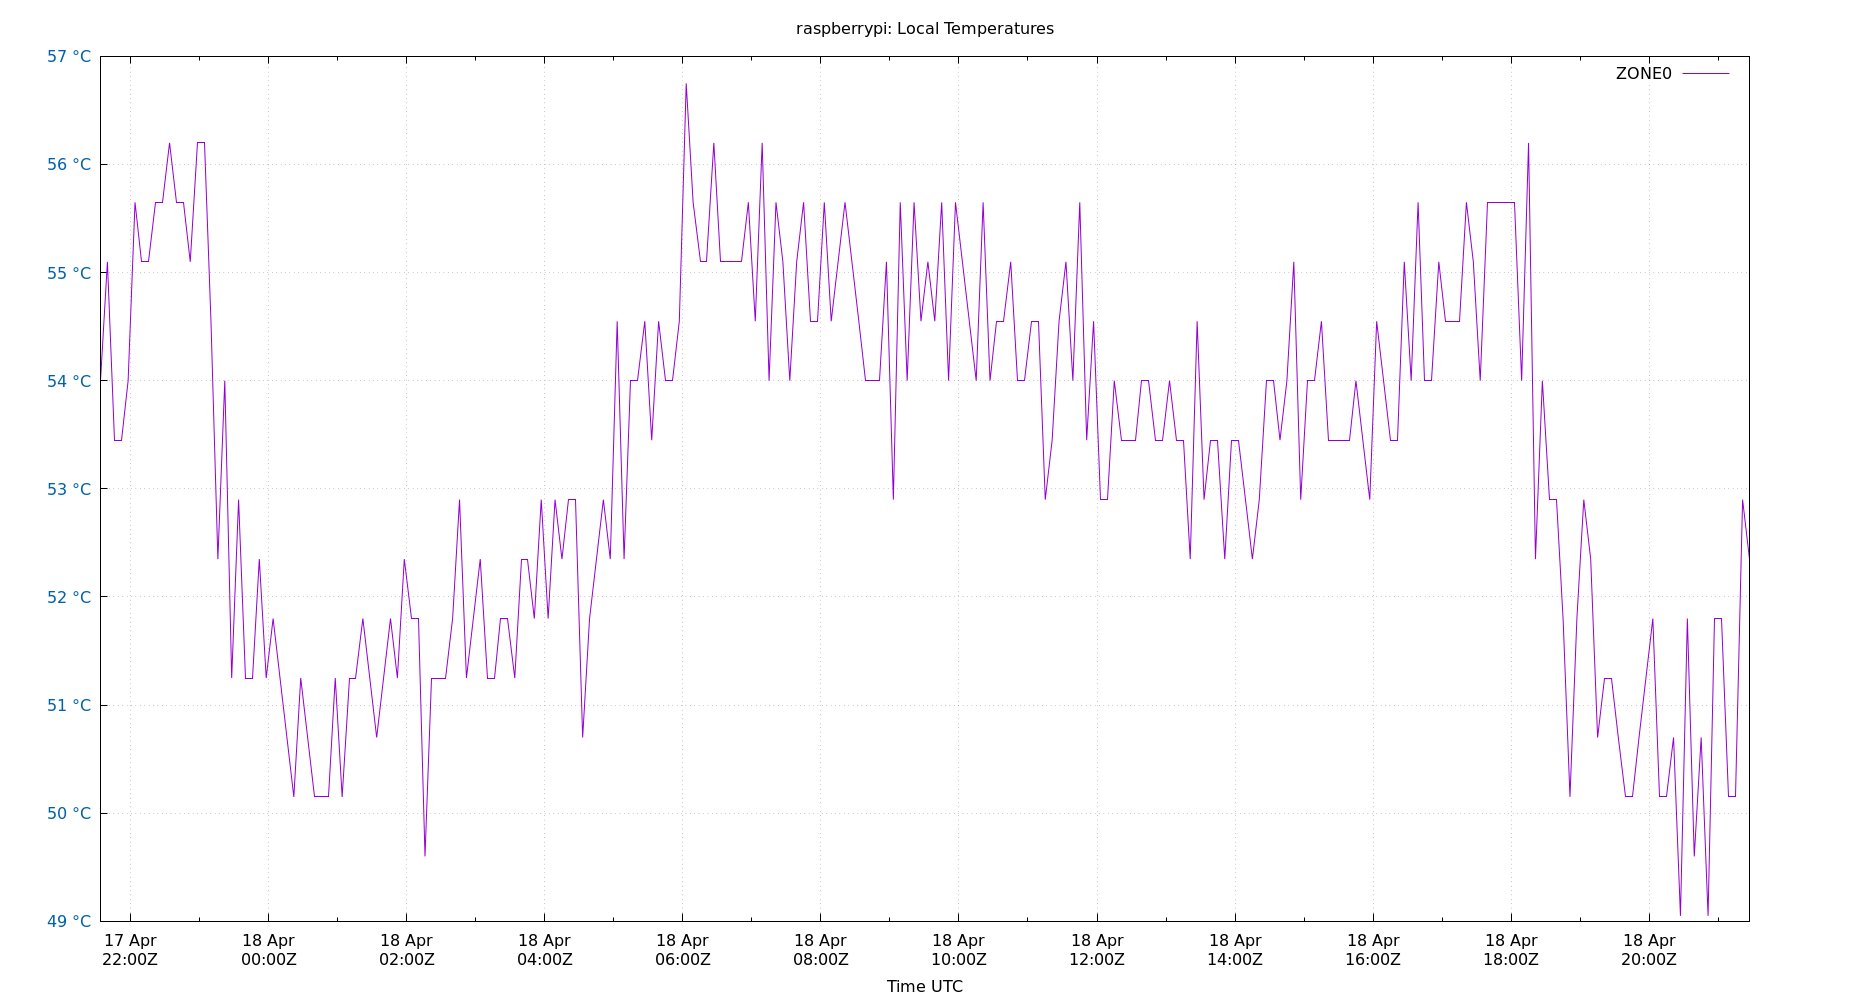 raspberrypi: Local Temperatures
57 °C
ZONE0
56 °C
55 °C
54 °C
53 °C
52 °C
51 °C
50 °C
49 °C
17 Apr 18 Apr 18 Apr 18 Apr 18 Apr 18 Apr 18 Apr 18 Apr 18 Apr 18 Apr 18 Apr 18 Apr
22:00Z 00:00Z 02:00Z 04:00Z 06:00Z 08:00Z 10:00Z 12:00Z 14:00Z 16:00Z 18:00Z 20:00Z
Time UTC